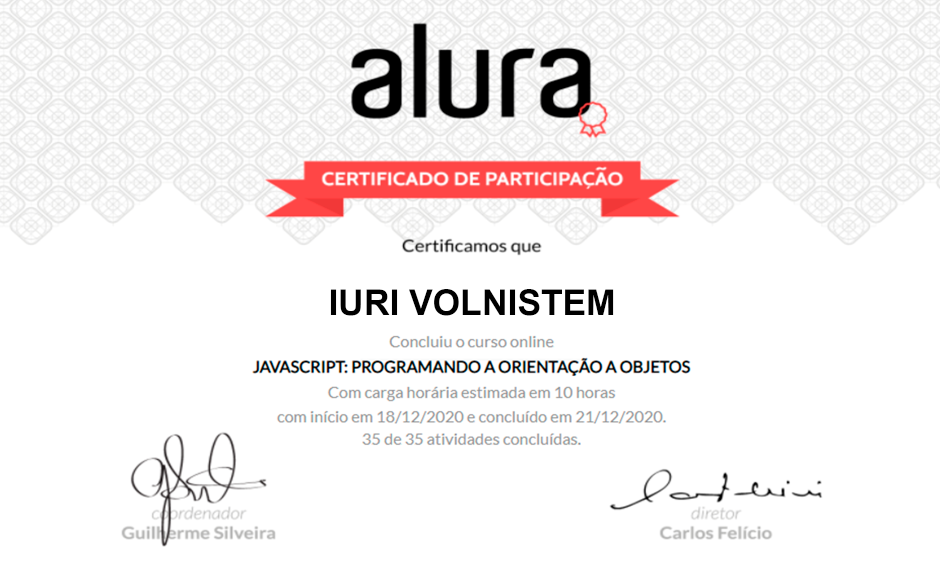 alura
CERTIFICADO DE PARTICIPAÇÃO
Certificamos que
IURI VOLNISTEM
Concluiu o curso online
JAVASCRIPT: PROGRAMANDO A ORIENTAÇÃO A OBJETOS
Com carga horária estimada em 10 horas
com início em 18/12/2020 e concluído em 21/12/2020.
35 de 35 atividades concluídas.
coordenador
Guilherme Silveira
diretor
Carlos Felício